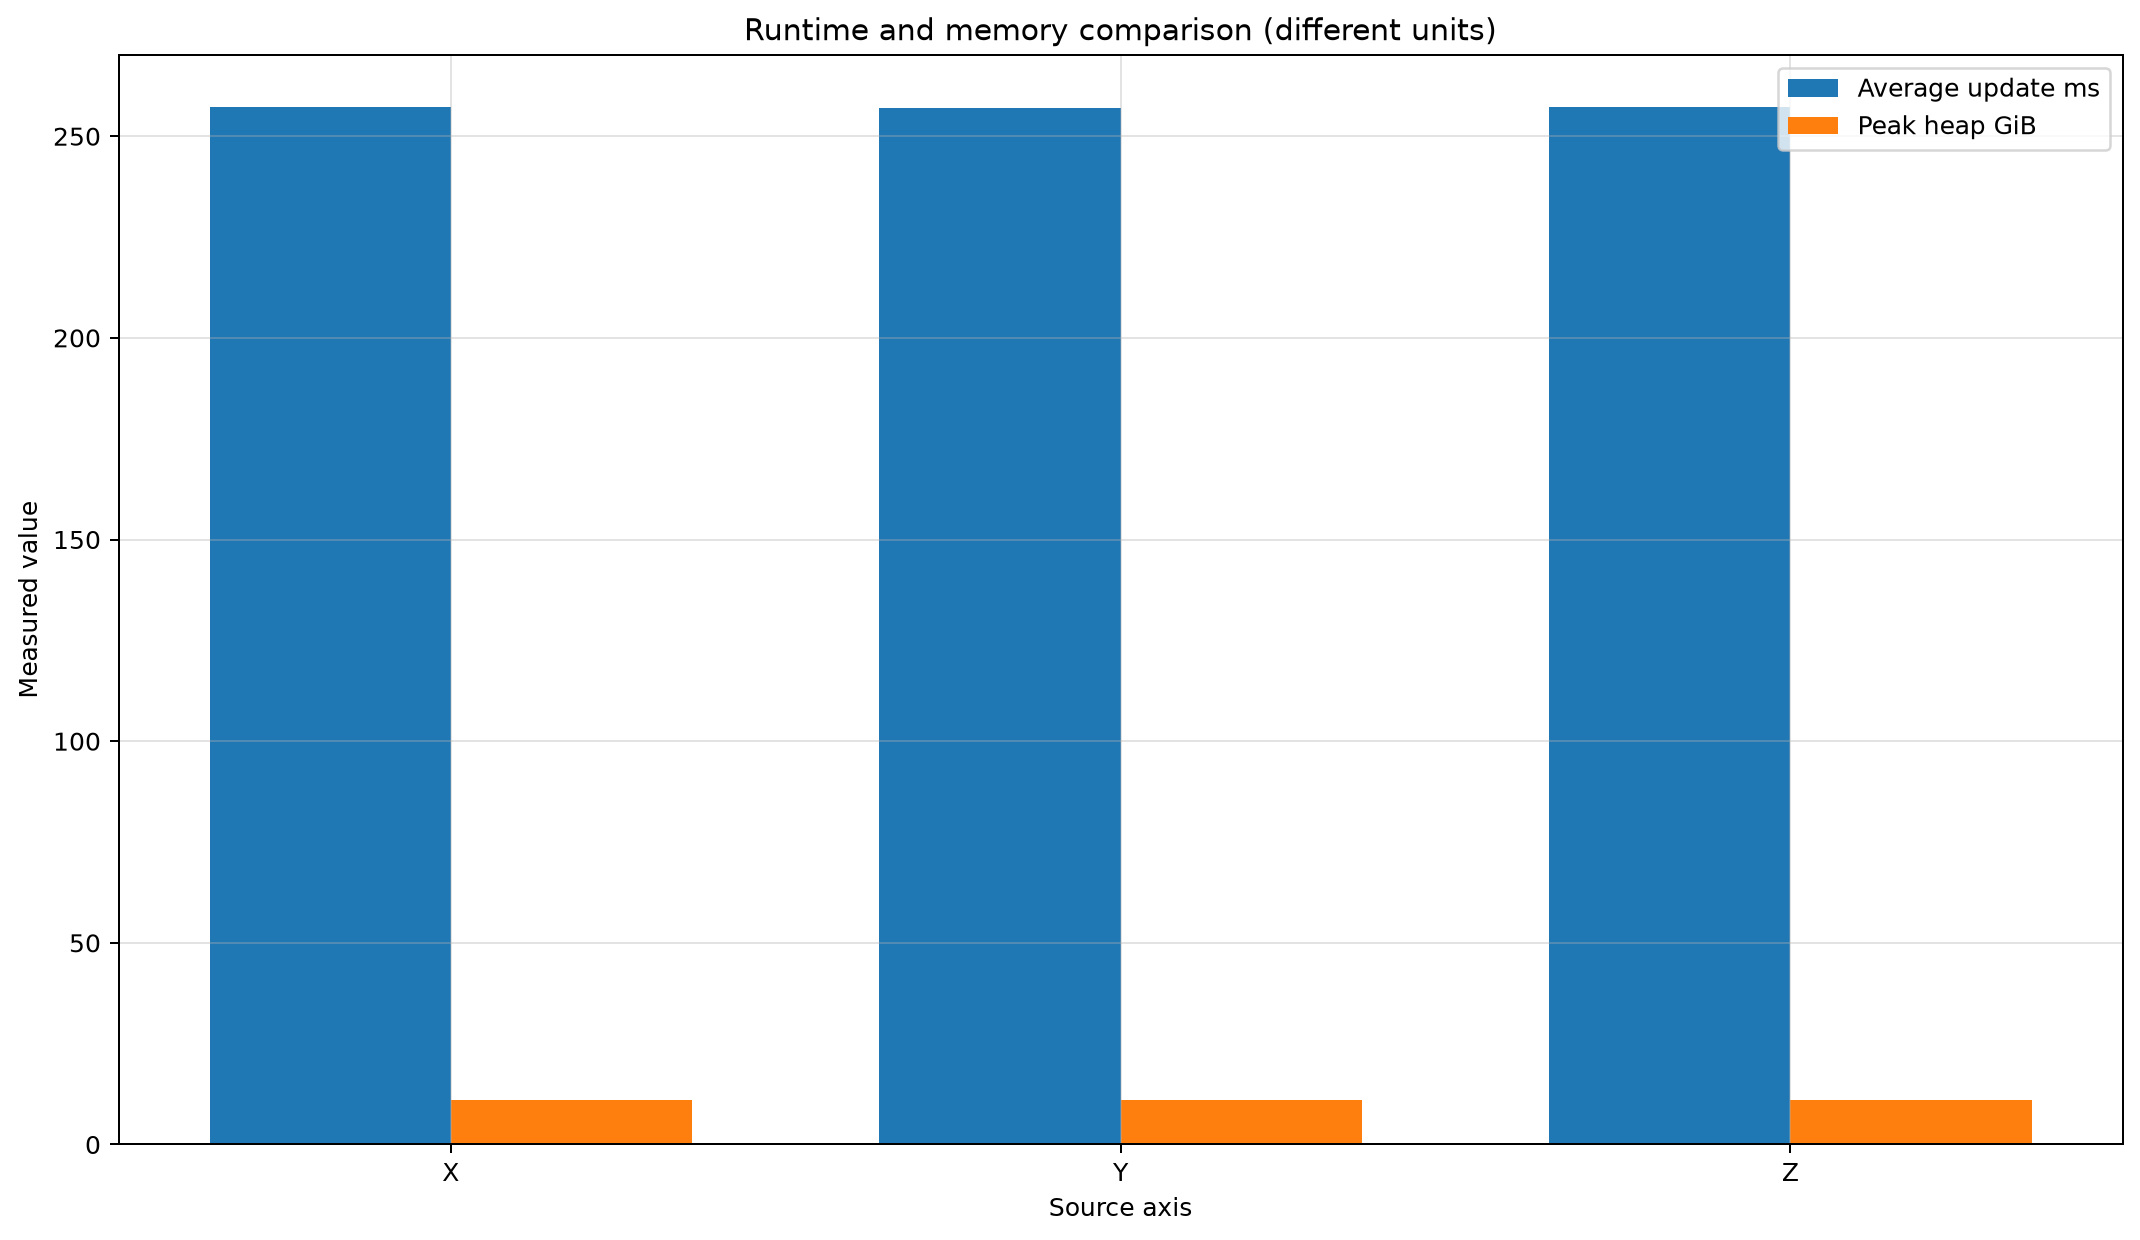 Runtime and memory comparison (different units)
Average update ms
Peak heap GiB
Measured value
250
200
150
100
50
0
X
Y
Z
Source axis